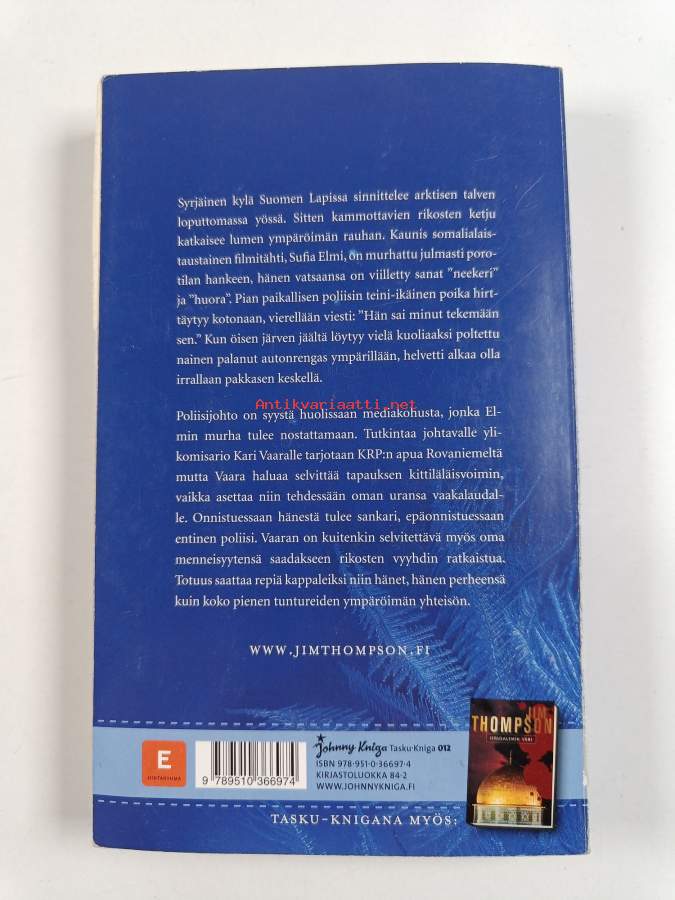 Syrjäinen kylä Suomen Lapissa sinnittelee arktisen talven
loputtomassa yössä. Sitten kammottavien rikosten ketju
katkaisee lumen ympäröimän rauhan. Kaunis somalialais-
taustainen filmitähti, Sufia Elmi, on murhattu julmasti poro-
tilan hankeen, hänen vatsaansa on viilletty sanat "neekeri"
ja "huora". Pian paikallisen poliisin teini-ikäinen poika hirt-
täytyy kotonaan, vierellään viesti: "Hän sai minut tekemään
sen." Kun öisen järven jäältä löytyy vielä kuoliaaksi poltettu
nainen palanut autonrengas ympärillään, helvetti alkaa olla
irrallaan pakkasen keskellä.
Antikvariaatti.net
Poliisijohto on syystä huolissaan mediakohusta, jonka El-
min murha tulee nostattamaan. Tutkintaa johtavalle yli-
komisario Kari Vaaralle tarjotaan KRP:n apua Rovaniemeltä
mutta Vaara haluaa selvittää tapauksen kittiläläisvoimin,
vaikka asettaa niin tehdessään oman uransa vaakalaudal-
le. Onnistuessaan hänestä tulee sankari, epäonnistuessaan
entinen poliisi. Vaaran on kuitenkin selvitettävä myös oma
menneisyytensä saadakseen rikosten vyyhdin ratkaistua.
Totuus saattaa repiä kappaleiksi niin hänet, hänen perheensä
kuin koko pienen tuntureiden ympäröimän yhteisön.
WWW.JIMTHOMPSON.FI
JIM
THOMPSON
JERUSALEMIN VERI
E
HINTARYHMÄ
9 789510 366974
Johnny Kniga Tasku-Kniga 012
ISBN 978-951-0-36697-4
KIRJASTOLUOKKA 84-2
WWW.JOHNNYKNIGA.FI
TASKU-KNIGANA MYÖS: